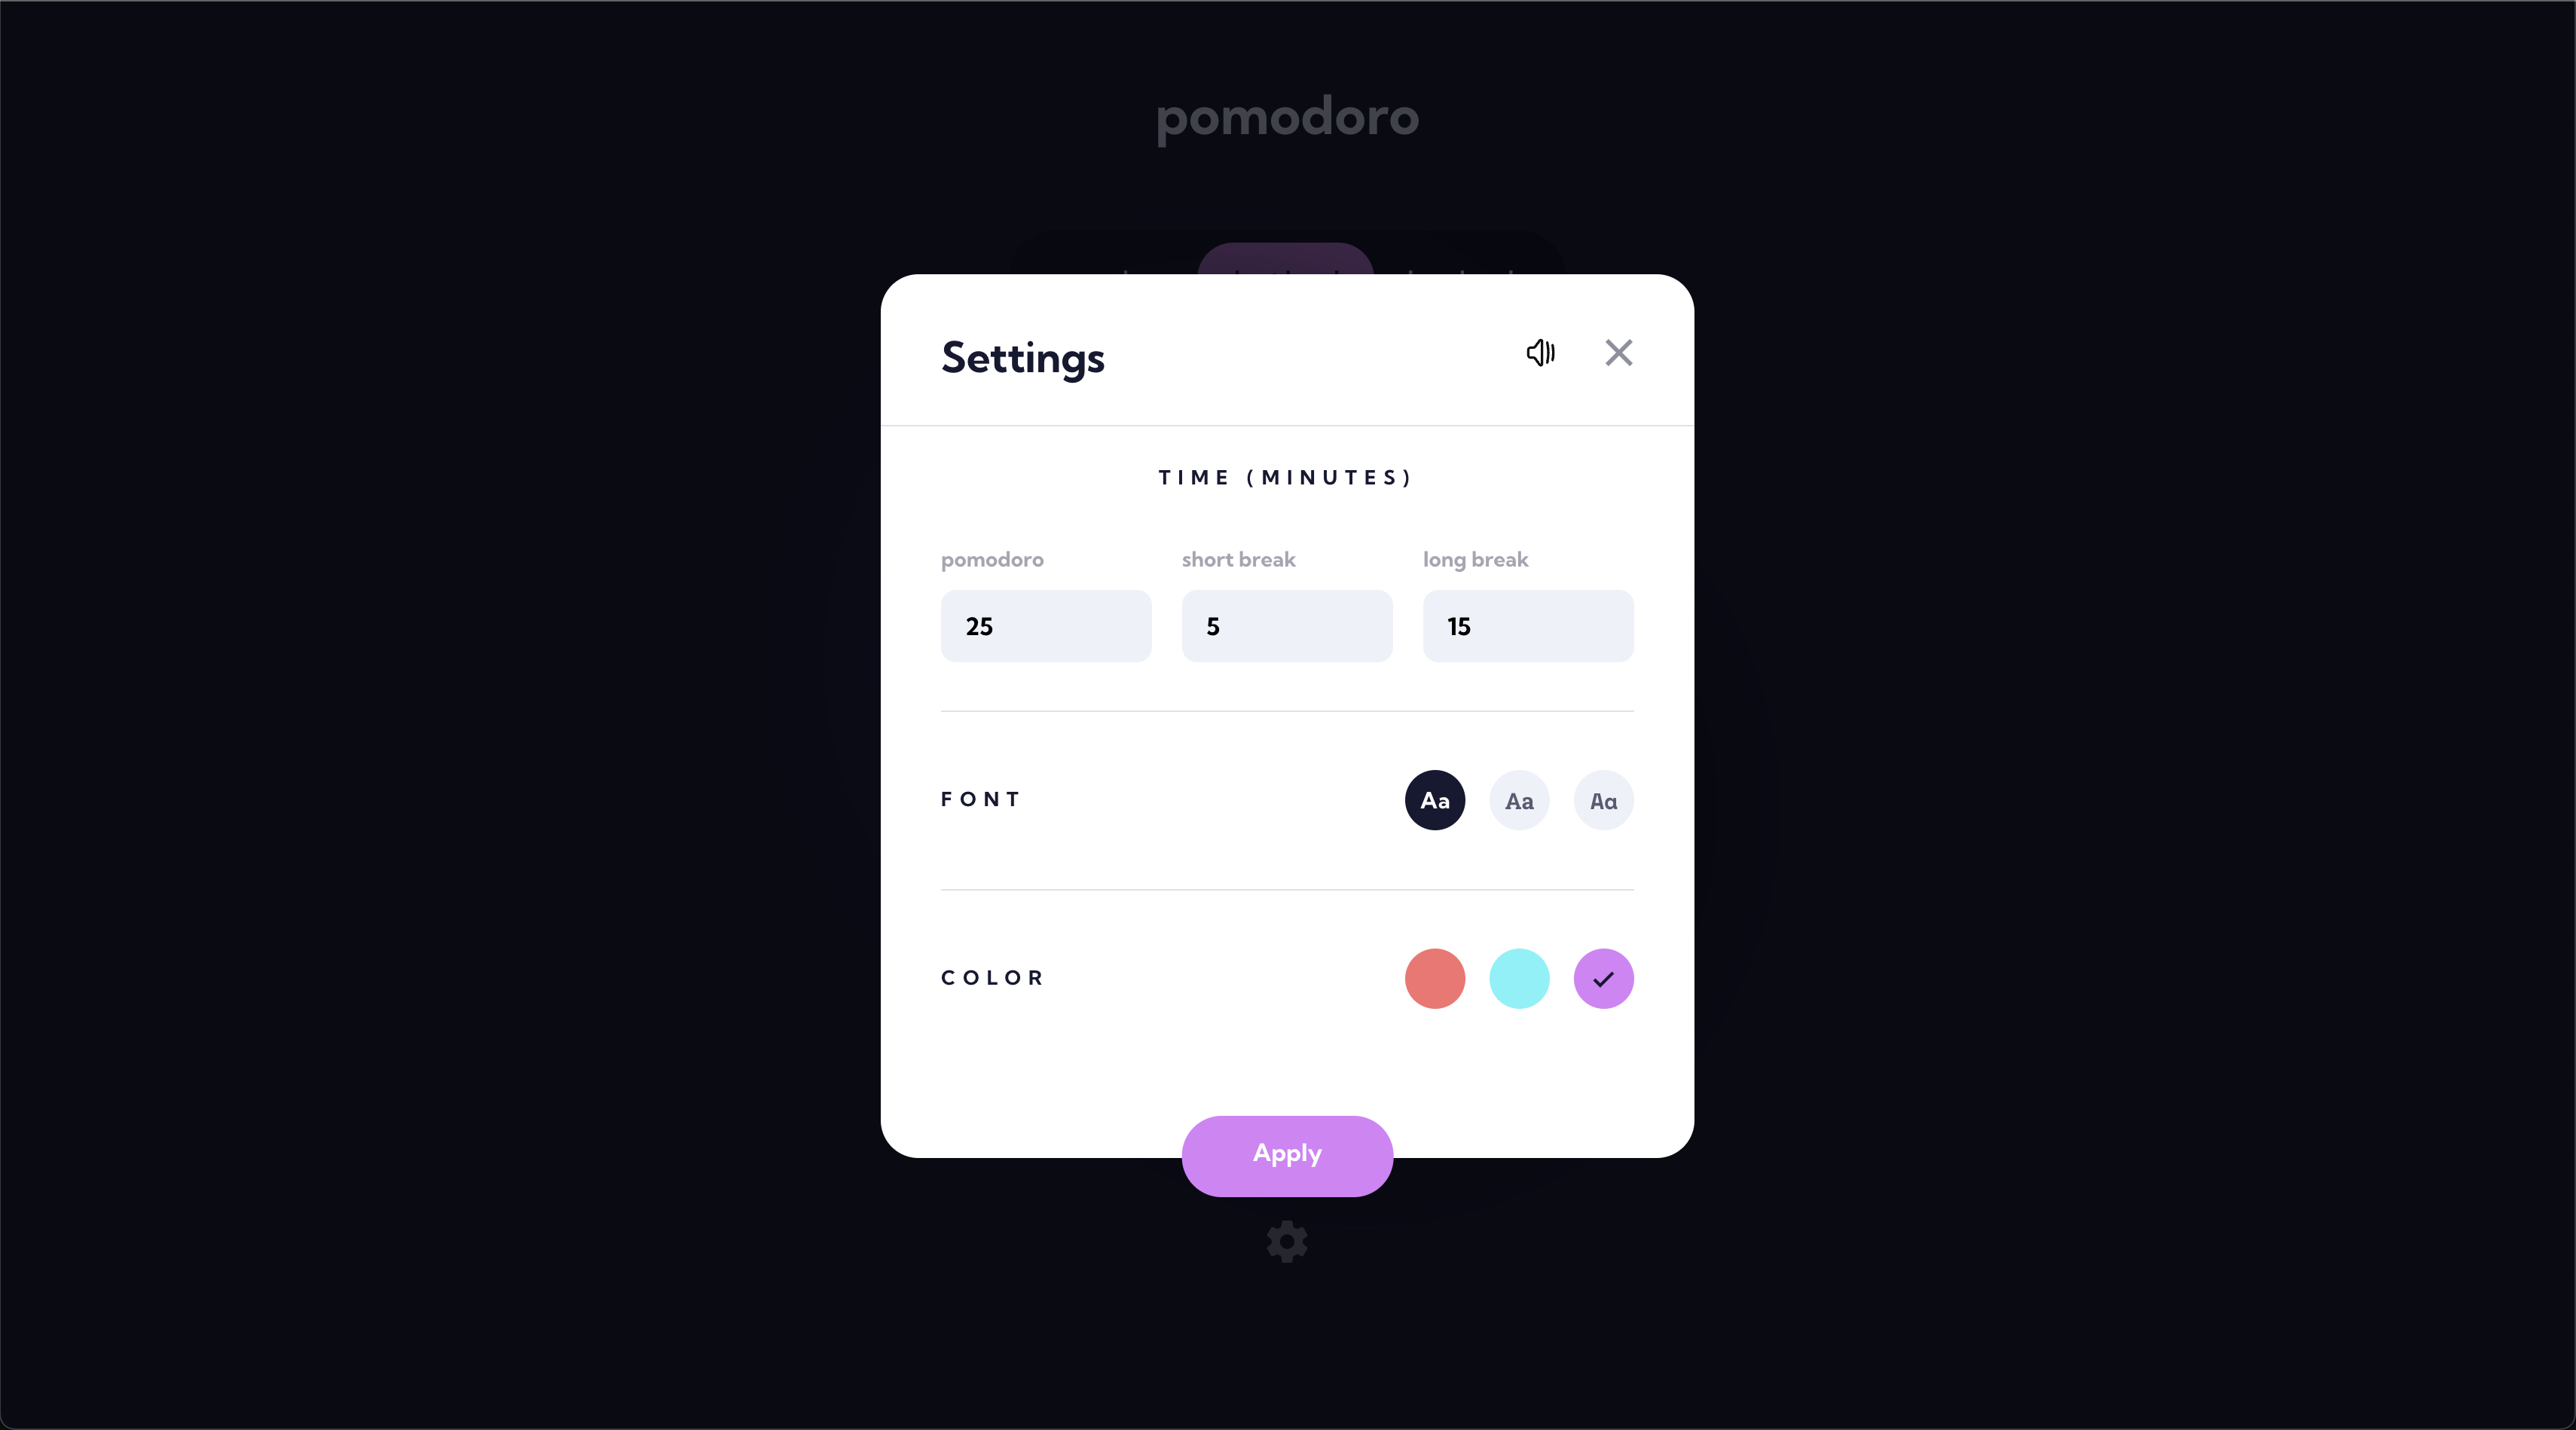 pomodoro
Settings
TIME (MINUTES)
pomodoro short break long break
25 5 15
FONT Aa Aa Aa
COLOR
Apply